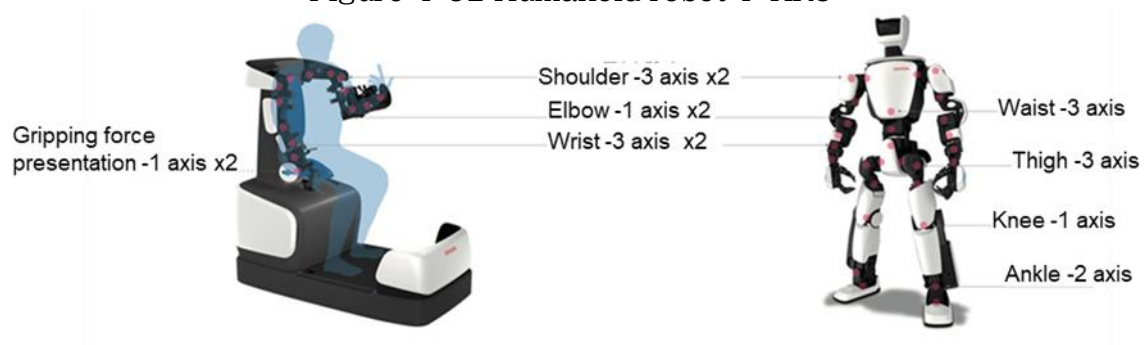 Shoulder -3 axis x2
Elbow -1 axis x2
Wrist -3 axis x2
Gripping force
presentation -1 axis x2
Waist -3 axis
Thigh -3 axis
Knee -1 axis
Ankle -2 axis